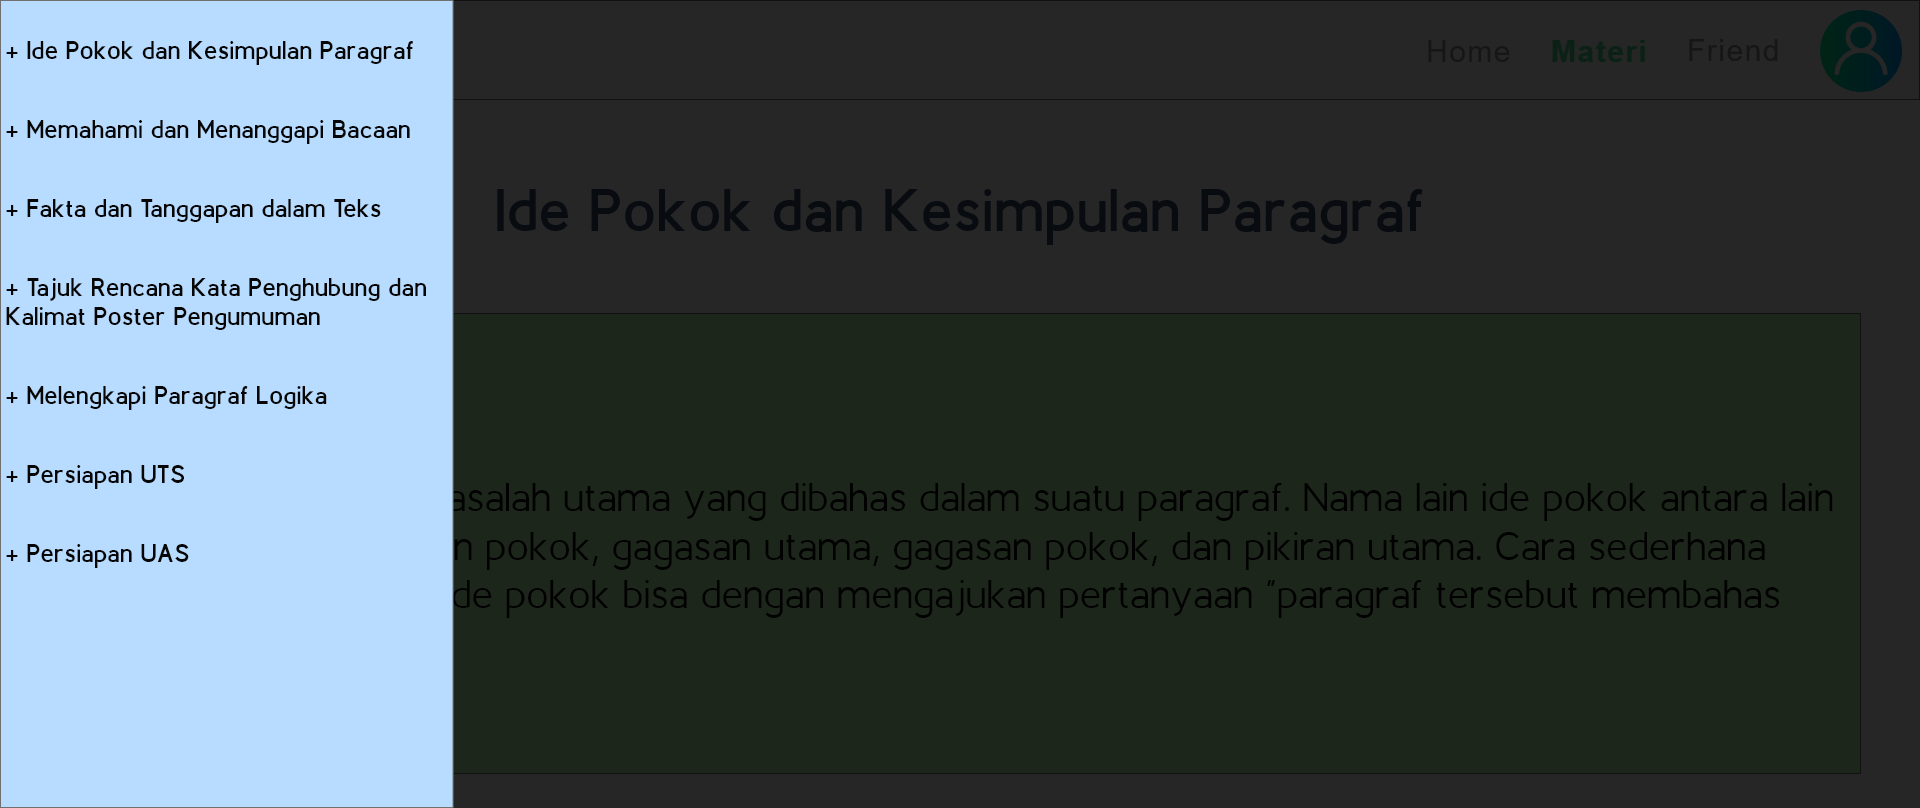 + Ide Pokok dan Kesimpulan Paragraf
+ Memahami dan Menanggapi Bacaan
+ Fakta dan Tanggapan dalam Teks
+ Tajuk Rencana Kata Penghubung dan
Kalimat Poster Pengumuman
+ Melengkapi Paragraf Logika
+ Persiapan UTS
+ Persiapan UAS
Home Materi Friend
Ide Pokok dan Kesimpulan Paragraf
asalah utama yang dibahas dalam suatu paragraf. Nama lain ide pokok antara lain
n pokok, gagasan utama, gagasan pokok, dan pikiran utama. Cara sederhana
de pokok bisa dengan mengajukan pertanyaan “paragraf tersebut membahas